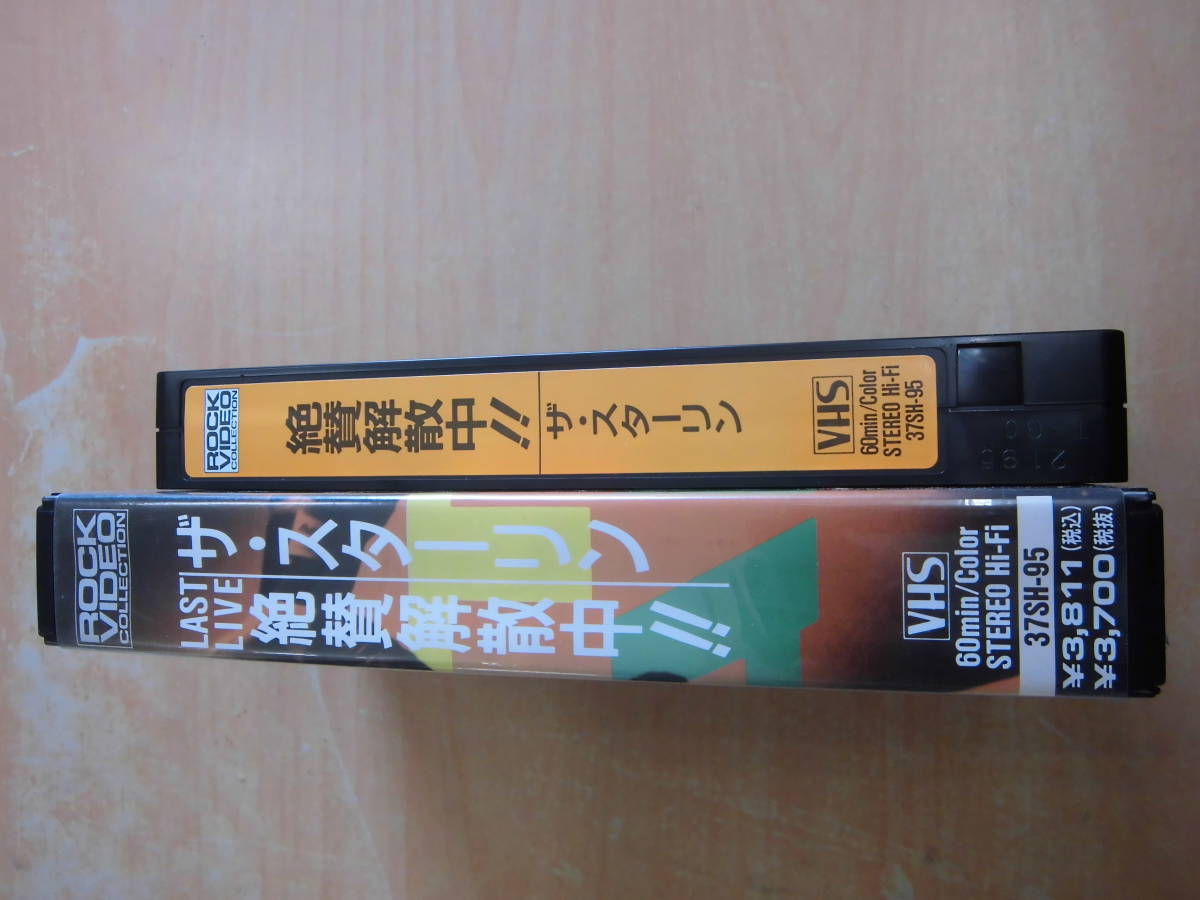 ROCK
VIDEO
COLLECTION
絶賛解散中!!
ザ・スターリン
VHS
60min/Color
STEREO Hi-Fi
37SH-95
ROCK
VIDEO
COLLECTION
LAST
LIVE
ザ・スターリン
絶賛解散中!!
VHS
60min/Color
STEREO Hi-Fi
37SH-95
¥3,811(税込)
¥3,700(税抜)